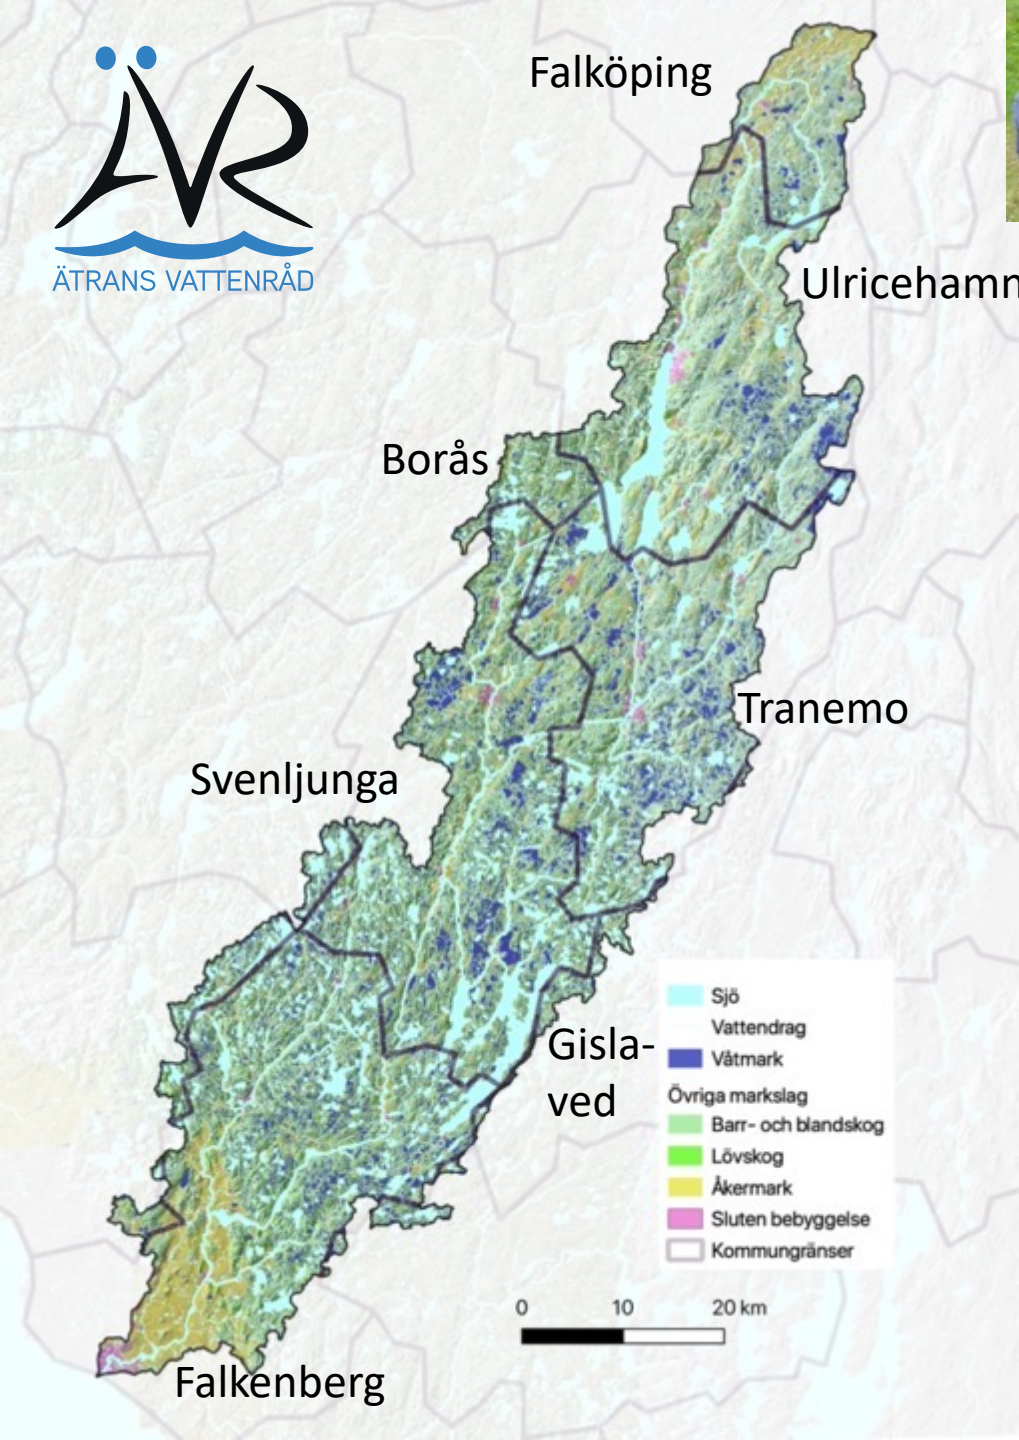 Falköping
ÄVR
ÄTRANS VATTENRÅD
Ulricehamn
Borås
Tranemo
Svenljunga
Gisla-
ved
Sjö
Vattendrag
Våtmark
Övriga markslag
Barr- och blandskog
Lövskog
Åkermark
Sluten bebyggelse
Kommungränser
0 10 20 km
Falkenberg